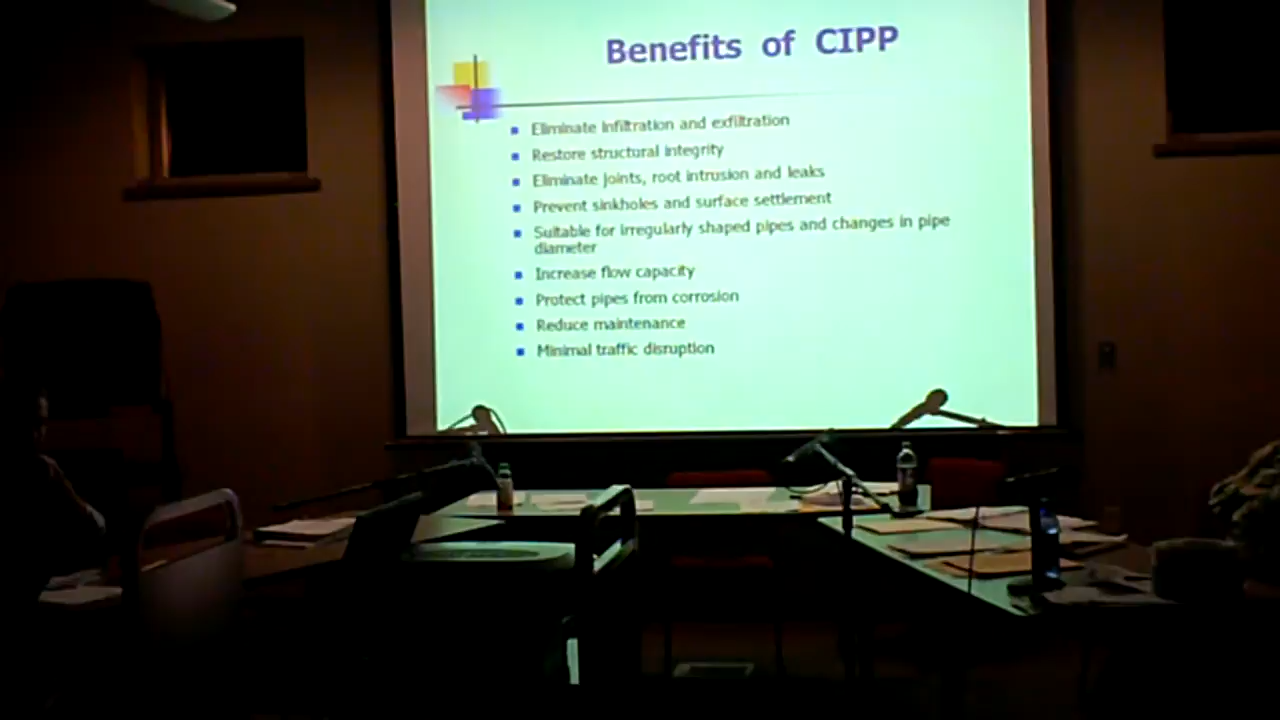 Benefits of CIPP
Eliminate infiltration and exfiltration
Restore structural integrity
Eliminate joints, root intrusion and leaks
Prevent sinkholes and surface settlement
Suitable for irregularly shaped pipes and changes in pipe
diameter
Increase flow capacity
Protect pipes from corrosion
Reduce maintenance
Minimal traffic disruption